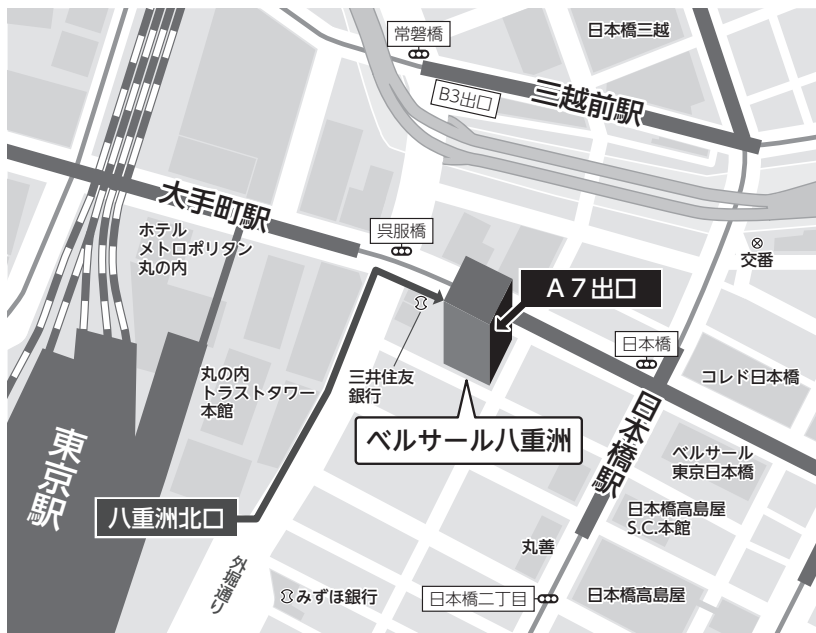 常磐橋
日本橋三越
B3出口
三越前駅
大手町駅
ホテル
メトロポリタン
丸の内
呉服橋
交番
A7出口
日本橋
三井住友
銀行
コレド日本橋
丸の内
トラストタワー
本館
ベルサール八重洲
日本橋駅
東京駅
ベルサール
東京日本橋
八重洲北口
日本橋高島屋
S.C.本館
丸善
外堀通り
みずほ銀行
日本橋二丁目
日本橋高島屋